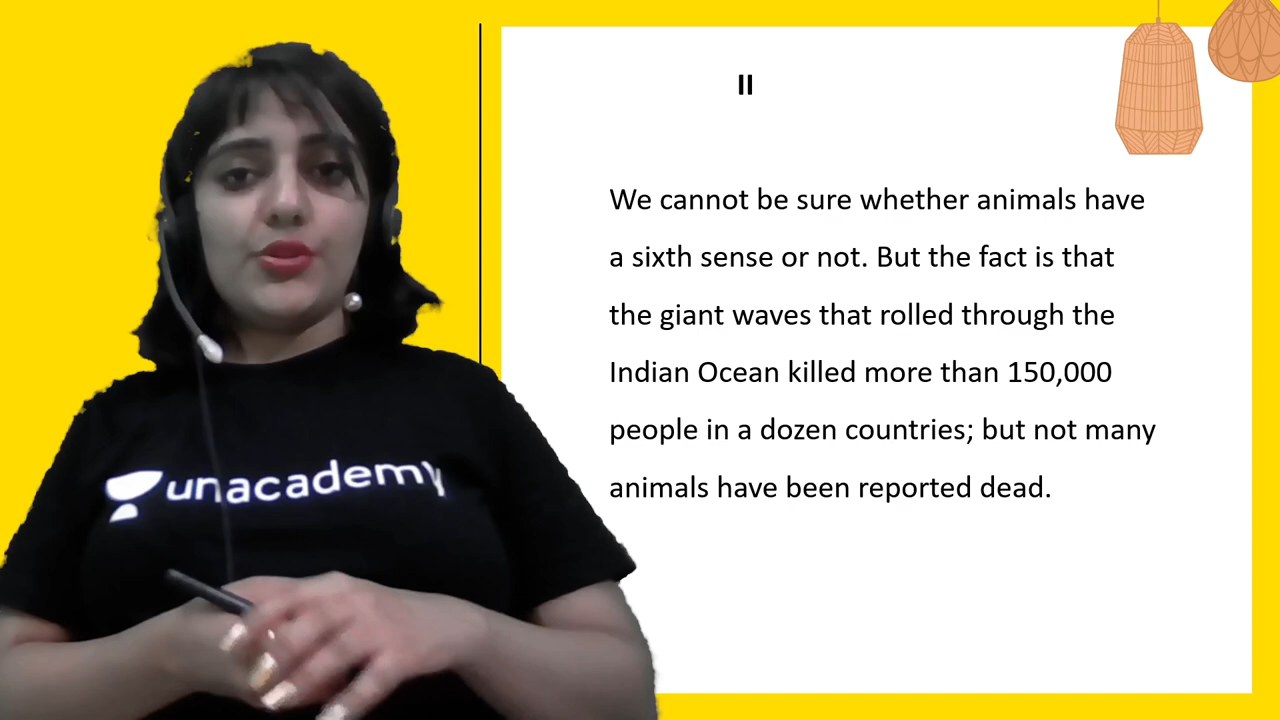 II
We cannot be sure whether animals have
a sixth sense or not. But the fact is that
the giant waves that rolled through the
Indian Ocean killed more than 150,000
people in a dozen countries; but not many
animals have been reported dead.
unacademy